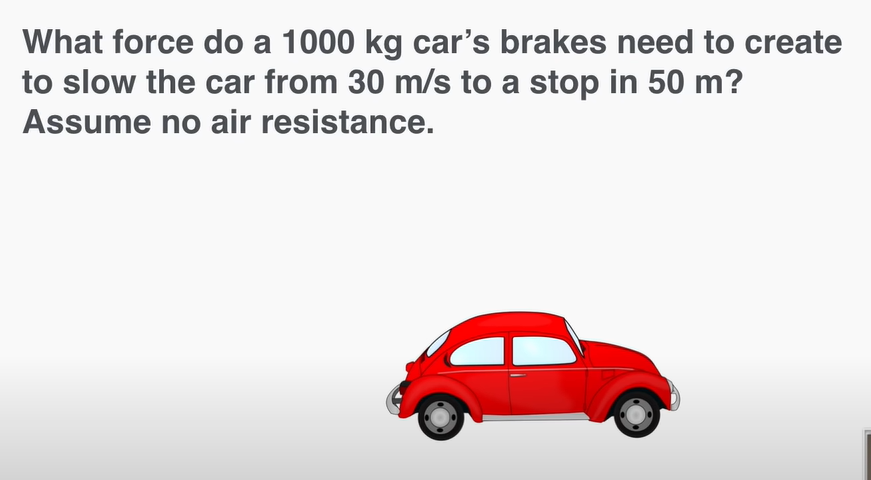 What force do a 1000 kg car’s brakes need to create
to slow the car from 30 m/s to a stop in 50 m?
Assume no air resistance.